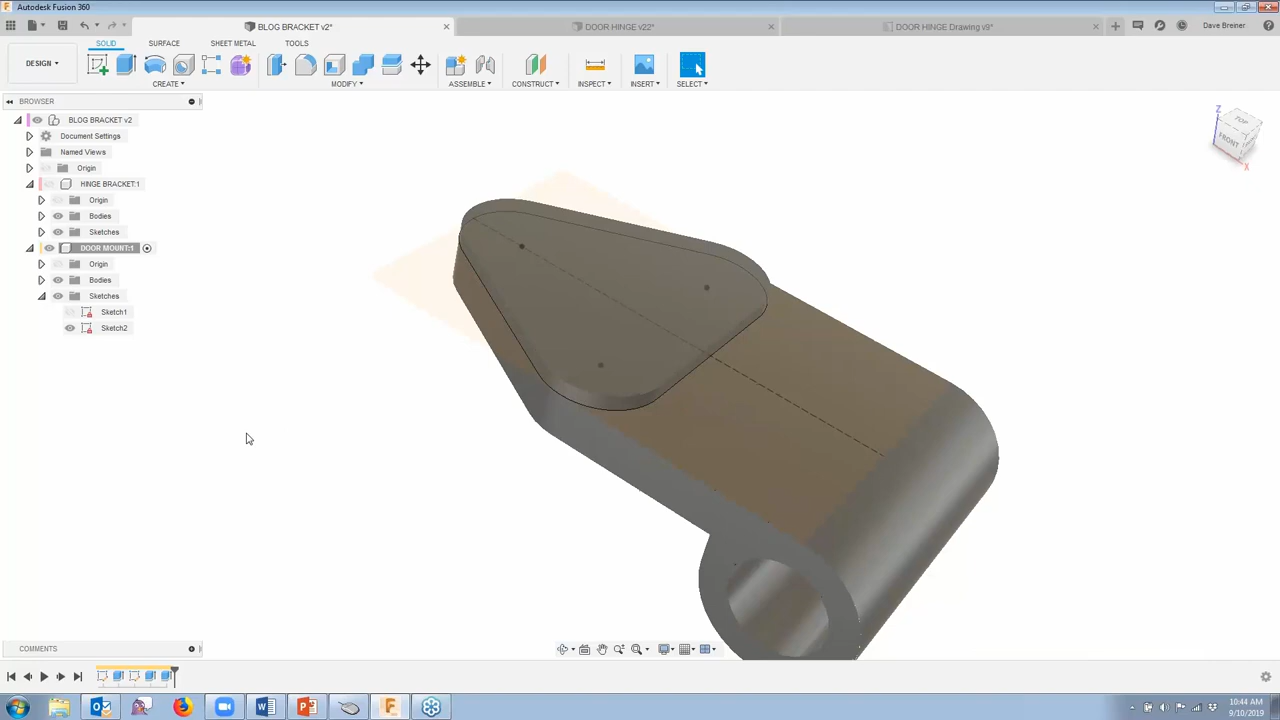 Autodesk Fusion 360
BLOG BRACKET v2*
DOOR HINGE v22*
DOOR HINGE Drawing v9*
Dave Breiner
SOLID
SURFACE
SHEET METAL
TOOLS
DESIGN
CREATE
MODIFY
ASSEMBLE
CONSTRUCT
INSPECT
INSERT
SELECT
BROWSER
BLOG BRACKET v2
Document Settings
Named Views
Origin
HINGE BRACKET:1
Origin
Bodies
Sketches
DOOR MOUNT:1
Origin
Bodies
Sketches
Sketch1
Sketch2
Z
TOP
FRONT
X
COMMENTS
10:44 AM
9/10/2019